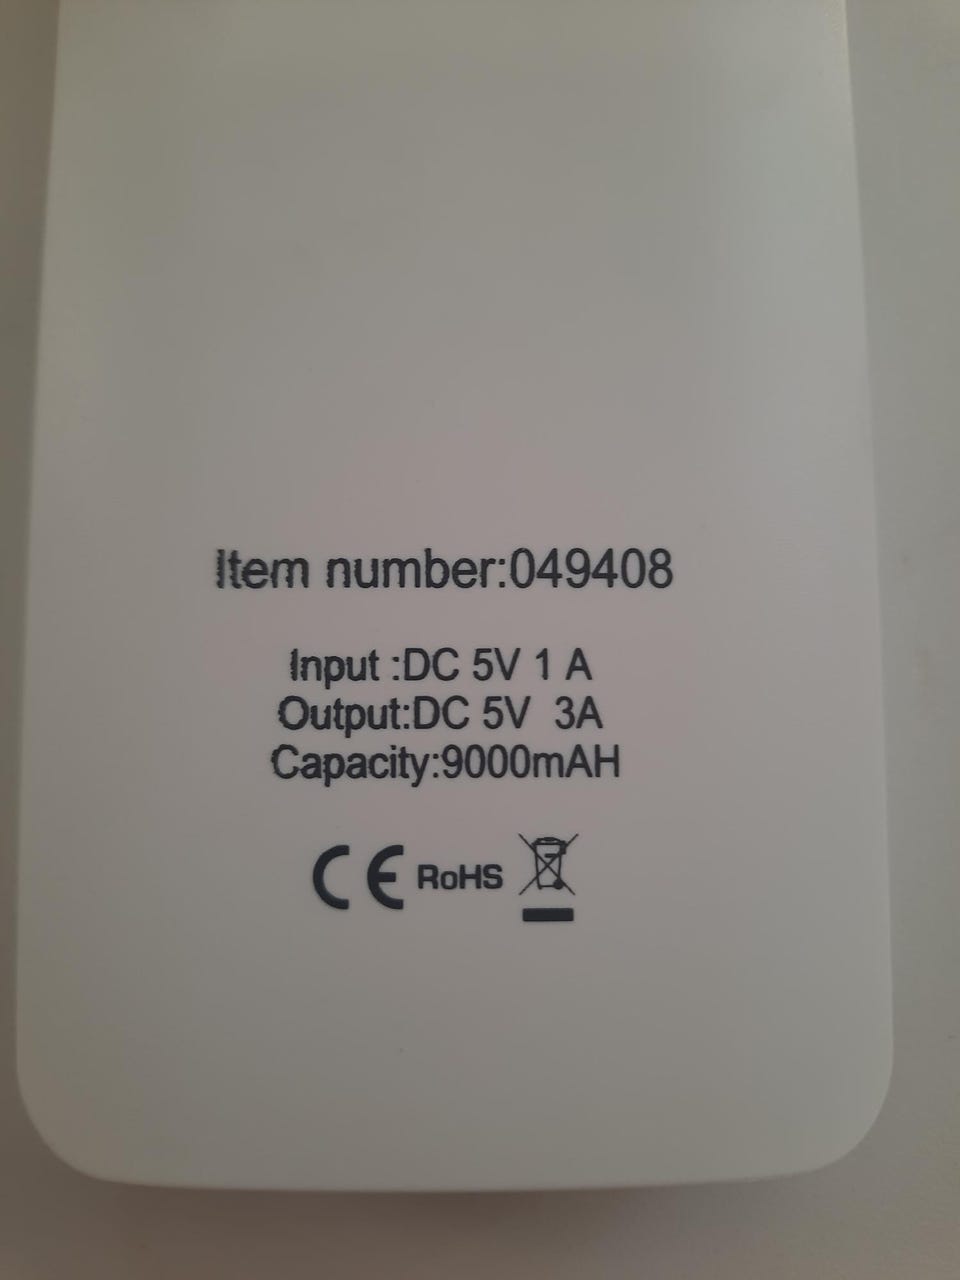 Item number:049408
Input :DC 5V 1 A
Output:DC 5V  3A
Capacity:9000mAH
CE RoHS